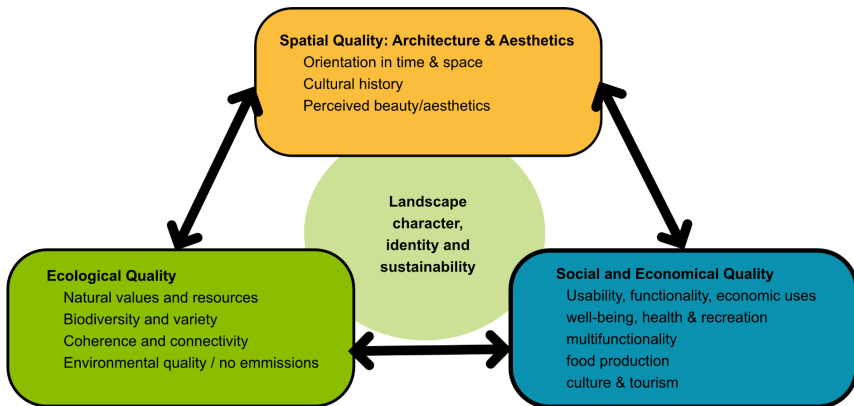 Spatial Quality: Architecture & Aesthetics
Orientation in time & space
Cultural history
Perceived beauty/aesthetics
Landscape
character,
identity and
sustainability
Ecological Quality
Natural values and resources
Biodiversity and variety
Coherence and connectivity
Environmental quality / no emmissions
Social and Economical Quality
Usability, functionality, economic uses
well-being, health & recreation
multifunctionality
food production
culture & tourism